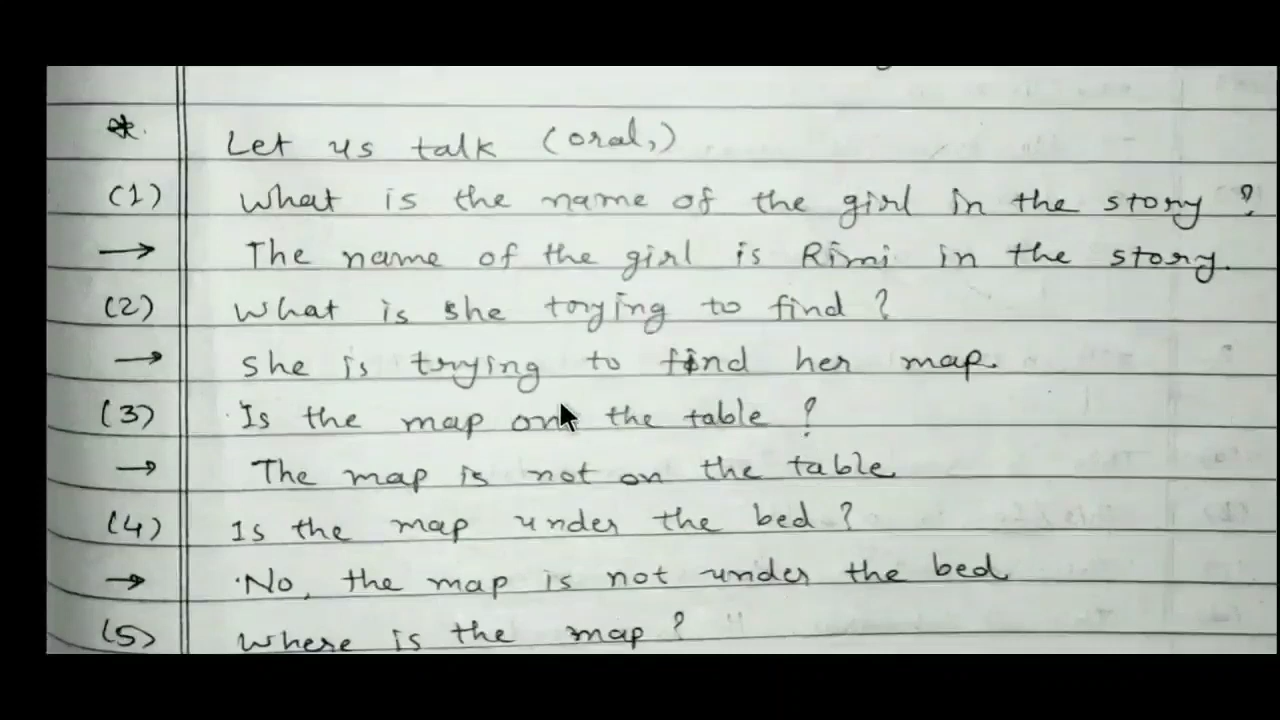 *. Let us talk (oral,)
(1) What is the name of the girl in the story ?
→ The name of the girl is Rimi in the story.
(2) What is she trying to find ?
→ She is trying to find her map.
(3) Is the map on the table ?
→ The map is not on the table
(4) Is the map under the bed ?
→ No, the map is not under the bed
(5) Where is the map ?